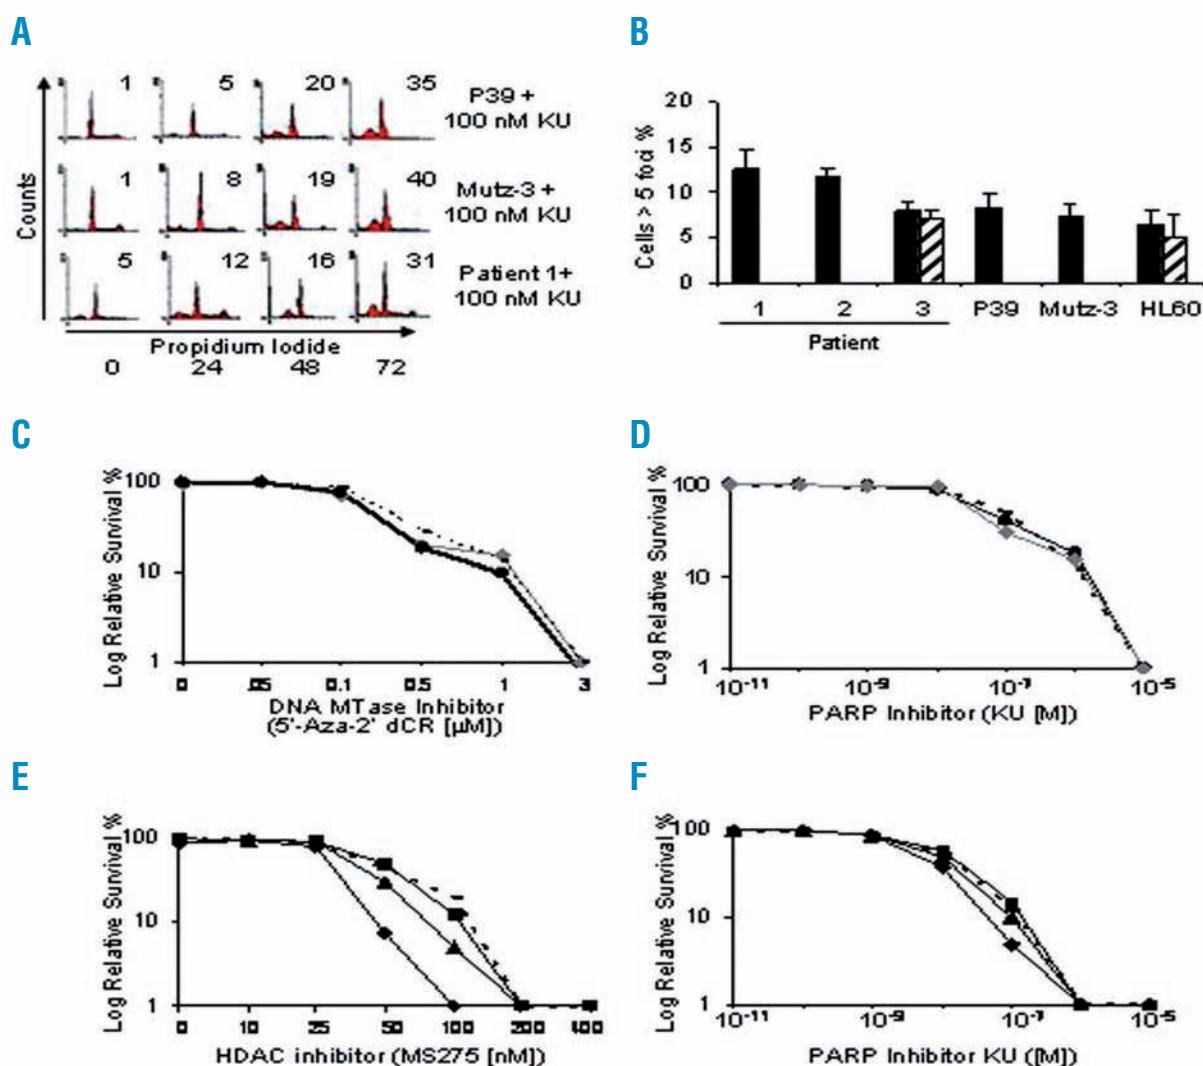 A
1 5 20 35
P39 +
100 nM KU
1 8 19 40
Mutz-3 +
100 nM KU
5 12 16 31
Patient 1+
100 nM KU
Counts
Propidium Iodide
0 24 48 72
B
Cells > 5 foci %
20
15
10
5
0
1 2 3 P39 Mutz-3 HL60
Patient
C
Log Relative Survival %
100
10
1
0 .05 0.1 0.5 1 3
DNA MTase Inhibitor
(5'-Aza-2' dCR [µM])
D
Log Relative Survival %
100
10
1
10-11 10-9 10-7 10-5
PARP Inhibitor (KU [M])
E
Log Relative Survival %
100
10
1
0 10 25 50 100 200 400
HDAC inhibitor (MS275 [nM])
F
Log Relative Survival %
100
10
1
10-11 10-9 10-7 10-5
PARP Inhibitor KU ([M])